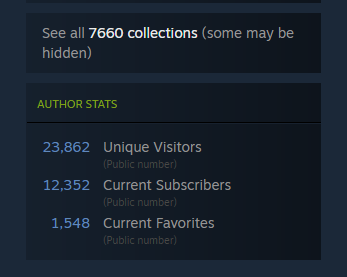 See all 7660 collections (some may be
hidden)
AUTHOR STATS
23,862 Unique Visitors
(Public number)
12,352 Current Subscribers
(Public number)
1,548 Current Favorites
(Public number)